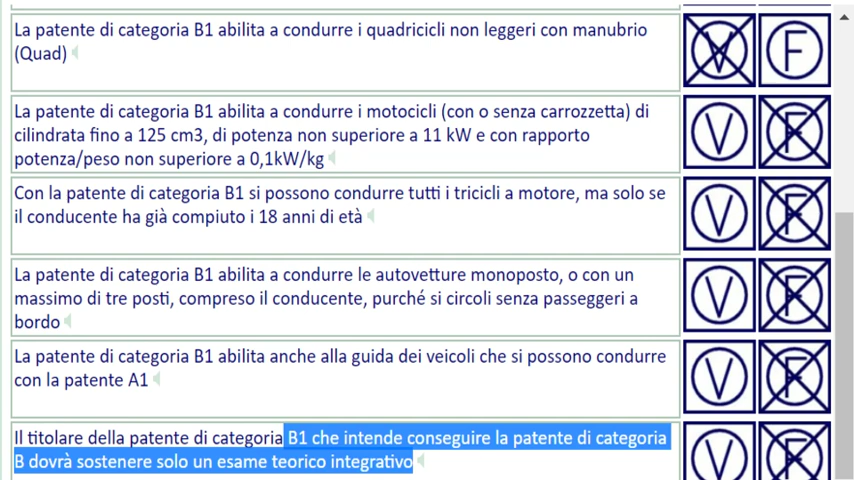 La patente di categoria B1 abilita a condurre i quadricicli non leggeri con manubrio
(Quad)
V F
La patente di categoria B1 abilita a condurre i motocicli (con o senza carrozzetta) di
cilindrata fino a 125 cm3, di potenza non superiore a 11 kW e con rapporto
potenza/peso non superiore a 0,1kW/kg
V F
Con la patente di categoria B1 si possono condurre tutti i tricicli a motore, ma solo se
il conducente ha già compiuto i 18 anni di età
V F
La patente di categoria B1 abilita a condurre le autovetture monoposto, o con un
massimo di tre posti, compreso il conducente, purché si circoli senza passeggeri a
bordo
V F
La patente di categoria B1 abilita anche alla guida dei veicoli che si possono condurre
con la patente A1
V F
Il titolare della patente di categoria B1 che intende conseguire la patente di categoria
B dovrà sostenere solo un esame teorico integrativo
V F